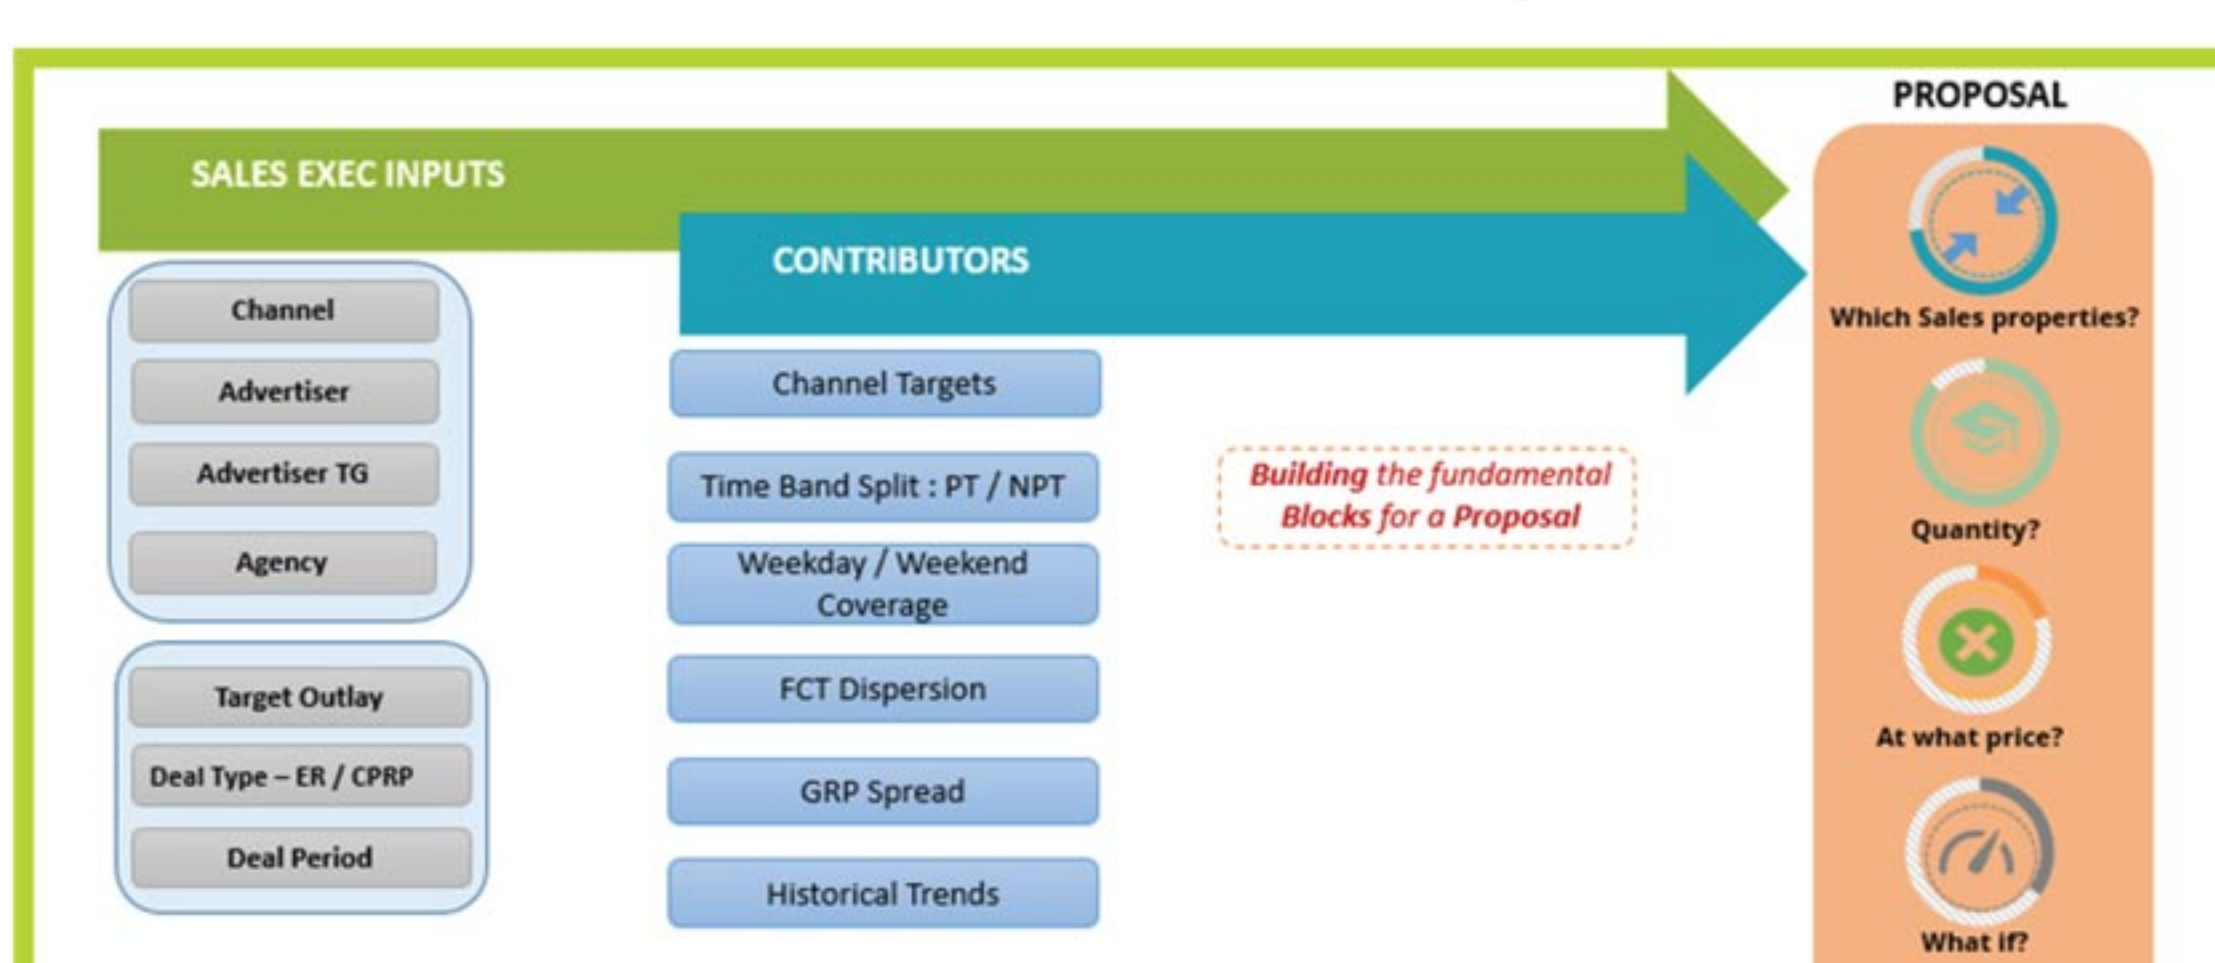 PROPOSAL
SALES EXEC INPUTS
CONTRIBUTORS
Channel
Advertiser
Advertiser TG
Agency
Target Outlay
Deal Type – ER / CPRP
Deal Period
Channel Targets
Time Band Split : PT / NPT
Weekday / Weekend
Coverage
FCT Dispersion
GRP Spread
Historical Trends
Building the fundamental
Blocks for a Proposal
Which Sales properties?
Quantity?
At what price?
What if?